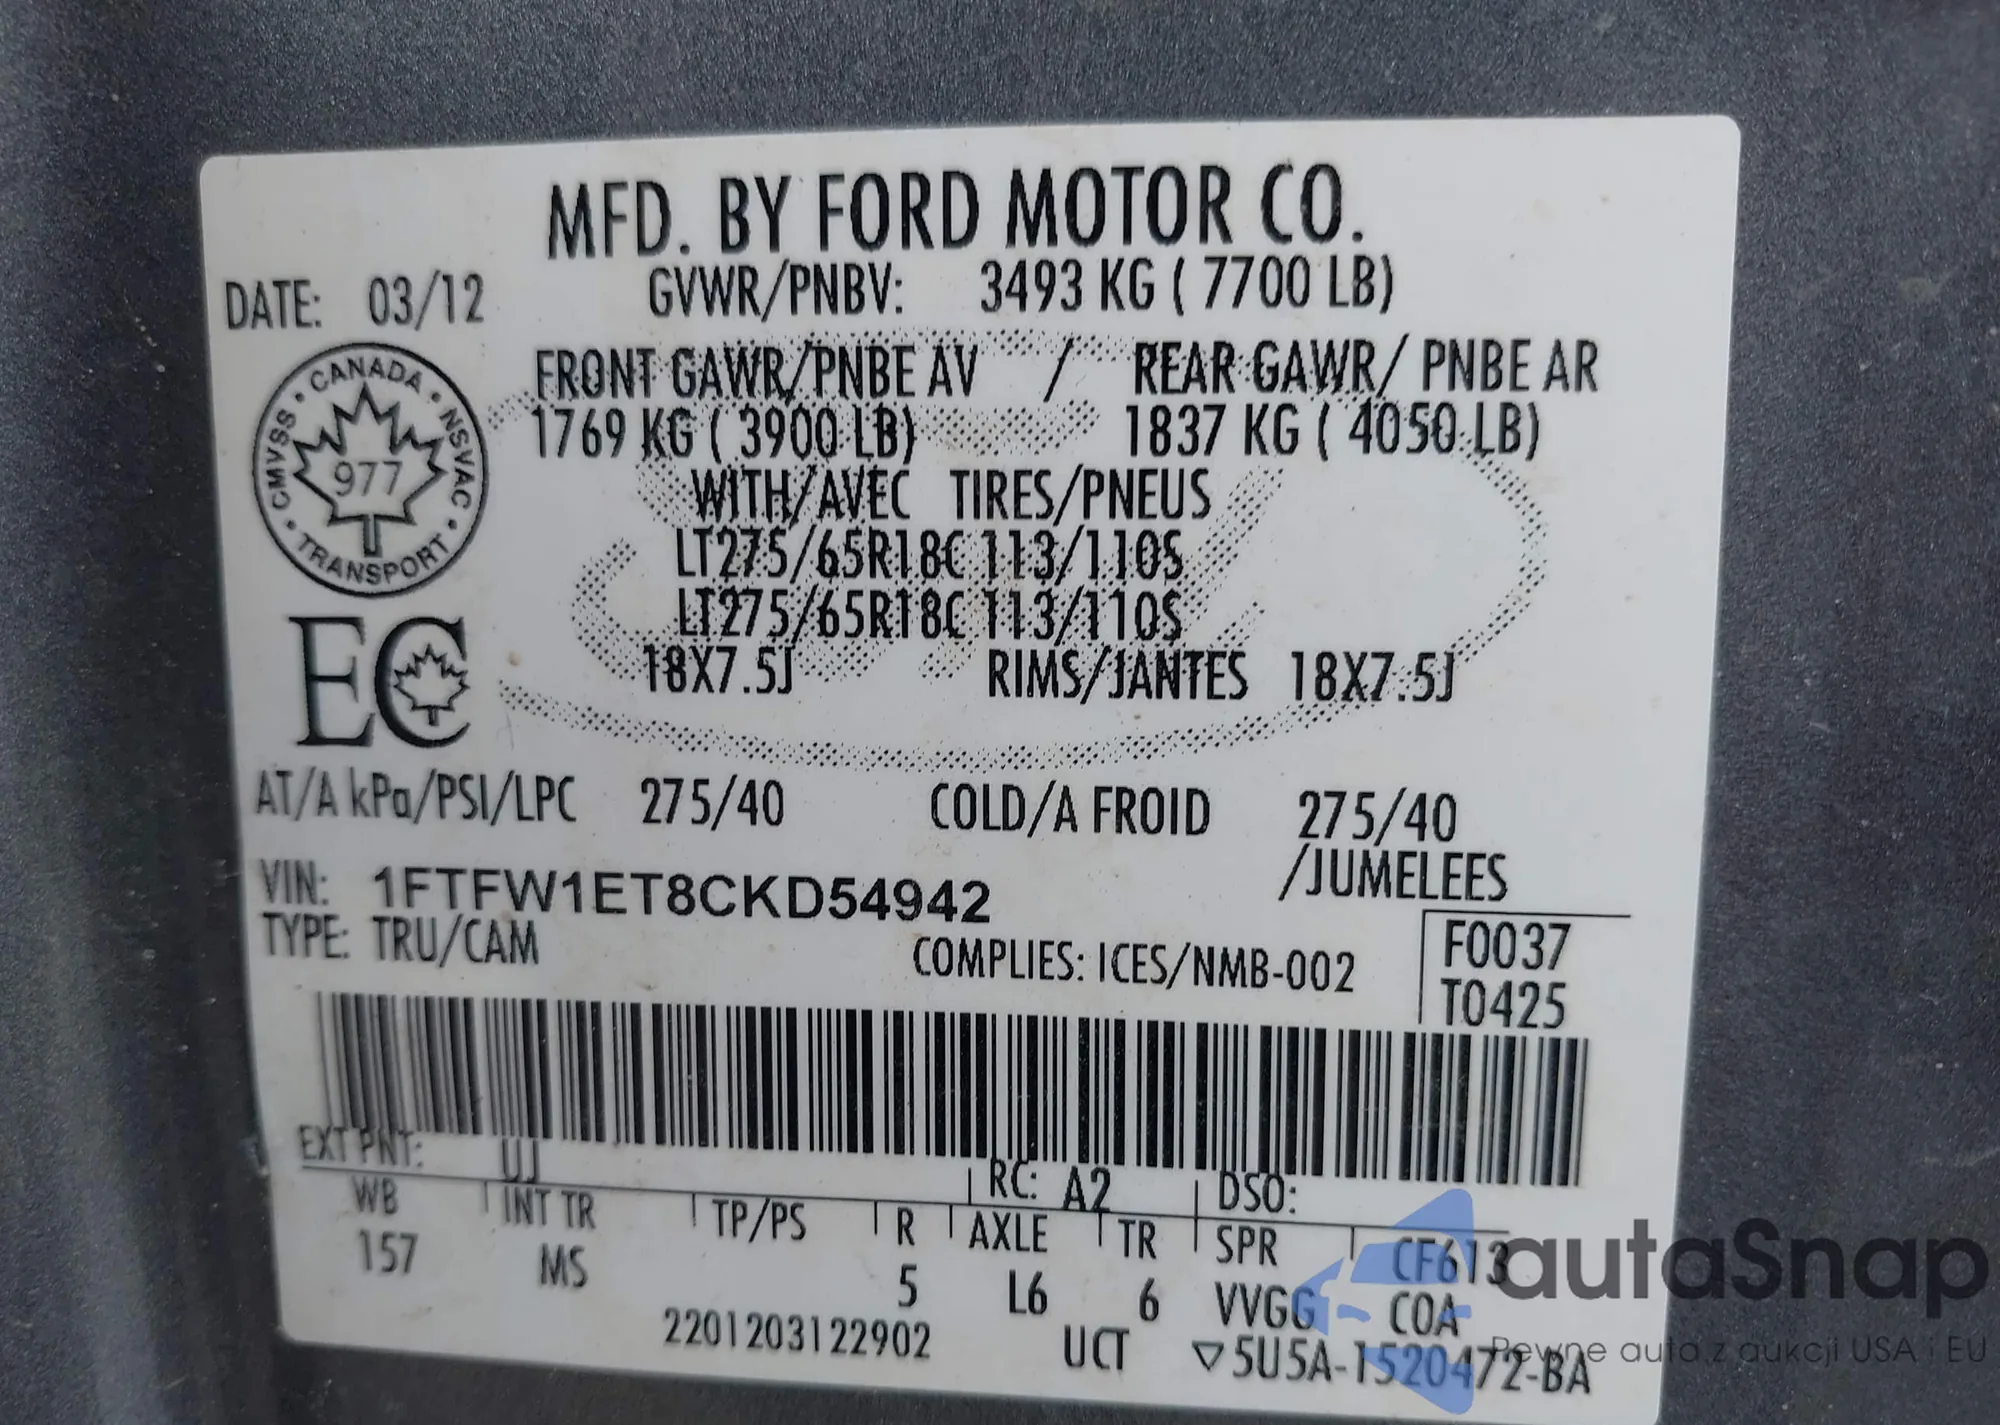 MFD. BY FORD MOTOR CO.
DATE: 03/12 GVWR/PNBV: 3493 KG ( 7700 LB)
FRONT GAWR/PNBE AV / REAR GAWR/ PNBE AR
1769 KG ( 3900 LB) 1837 KG ( 4050 LB)
WITH/AVEC TIRES/PNEUS
LT275/65R18C 113/110S
LT275/65R18C 113/110S
18X7.5J RIMS/JANTES 18X7.5J
CANADA • NSVAC • TRANSPORT • CMVSS •
977
EC
AT/A kPa/PSI/LPC 275/40 COLD/A FROID 275/40
/JUMELEES
VIN: 1FTFW1ET8CKD54942
TYPE: TRU/CAM
COMPLIES: ICES/NMB-002
F0037
T0425
EXT PNT: UJ RC: A2 DSO:
WB INT TR TP/PS R AXLE TR SPR CF613
157 MS 5 L6 6 VVGG COA
2201203122902 UCT ▽5U5A-1520472-BA
autaSnap
Pewne auta z aukcji USA i EU